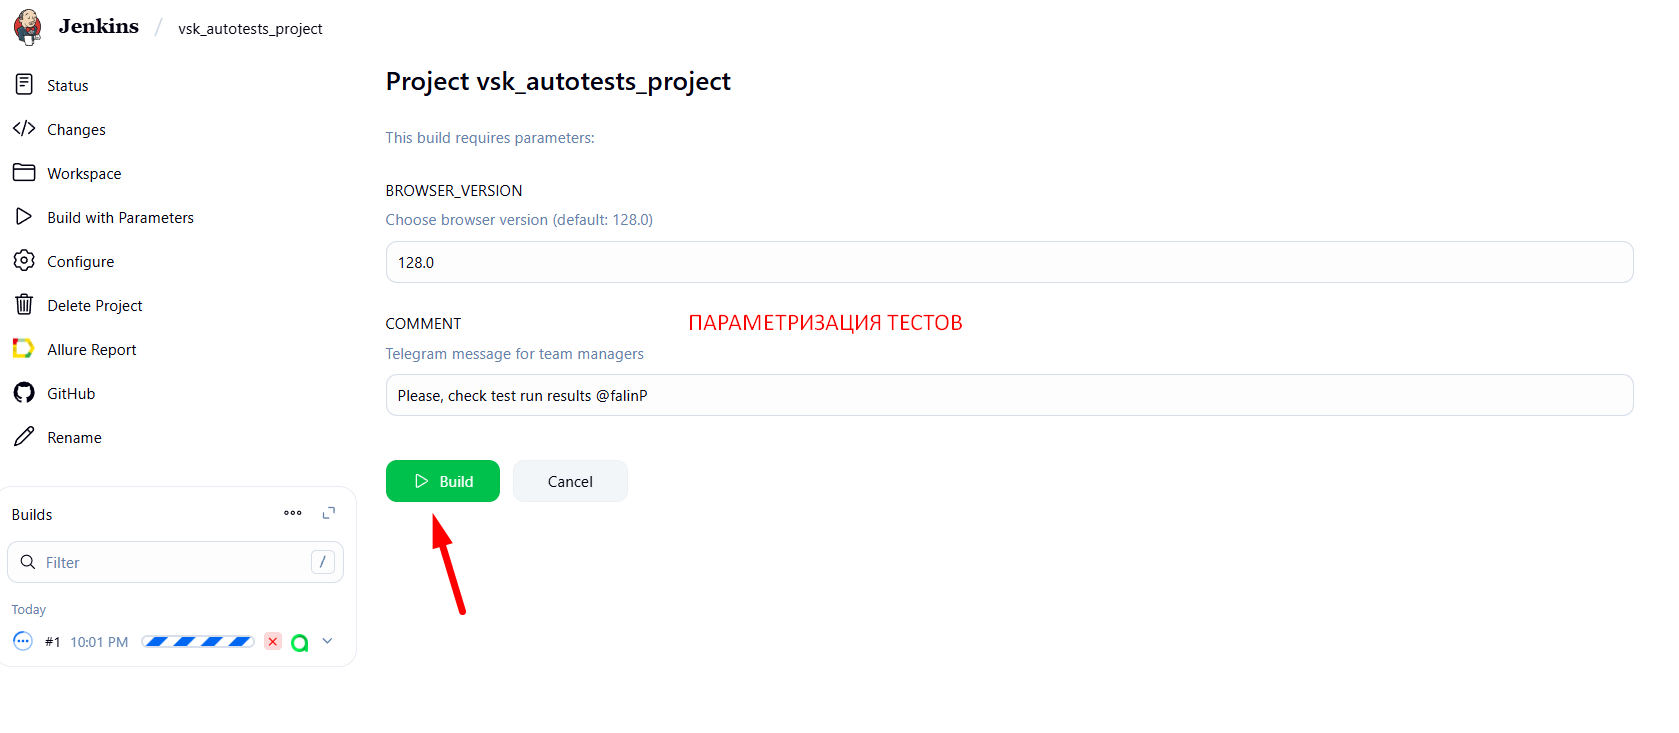 Jenkins / vsk_autotests_project
Status
Changes
Workspace
Build with Parameters
Configure
Delete Project
Allure Report
GitHub
Rename
Builds
Filter /
Today
#1 10:01 PM
Project vsk_autotests_project
This build requires parameters:
BROWSER_VERSION
Choose browser version (default: 128.0)
128.0
COMMENT
ПАРАМЕТРИЗАЦИЯ ТЕСТОВ
Telegram message for team managers
Please, check test run results @falinP
Build
Cancel